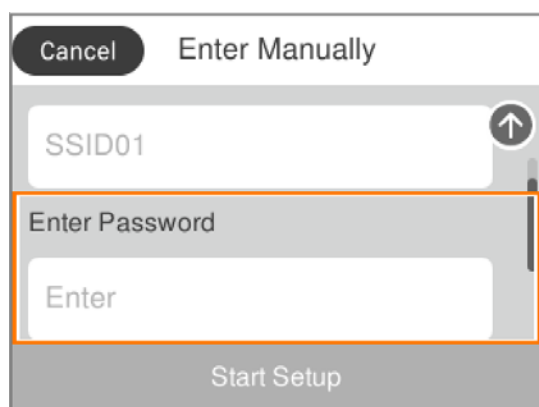 Cancel Enter Manually
SSID01
Enter Password
Enter
Start Setup